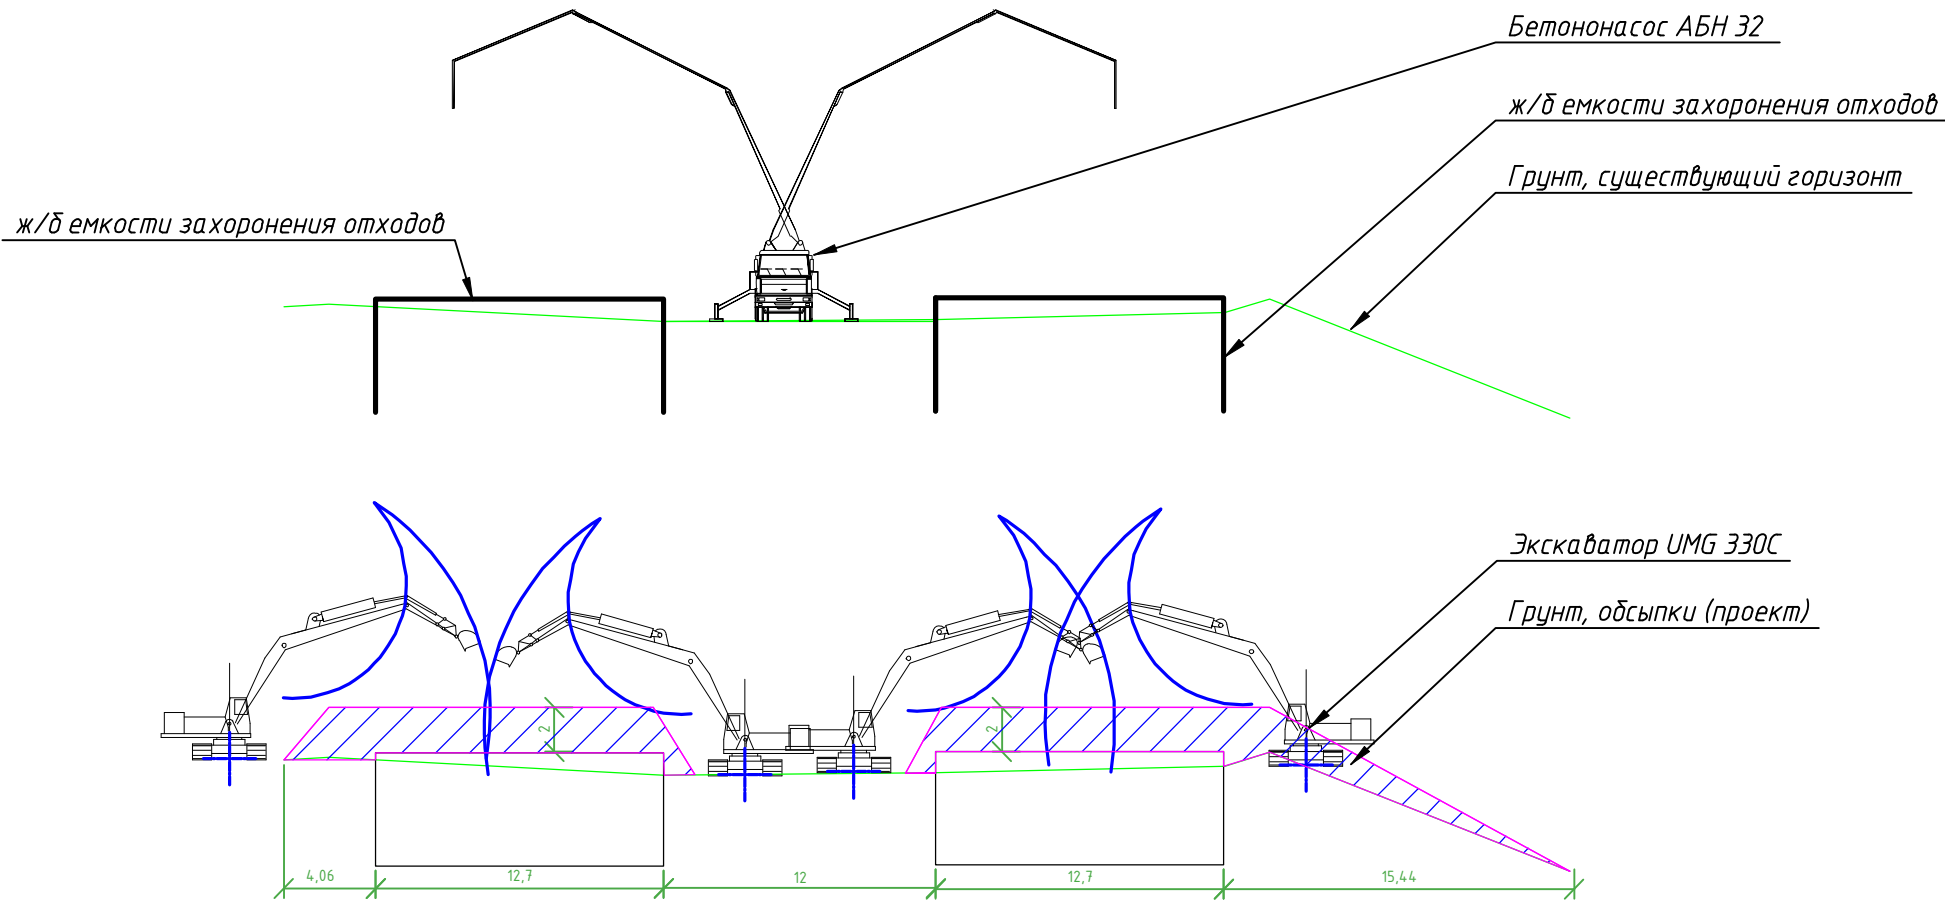 Бетононасос АБН 32
ж/б емкости захоронения отходов
Грунт, существующий горизонт
ж/б емкости захоронения отходов
Экскаватор UMG 330С
Грунт, обсыпки (проект)
2
2
4,06
12,7
12
12,7
15,44